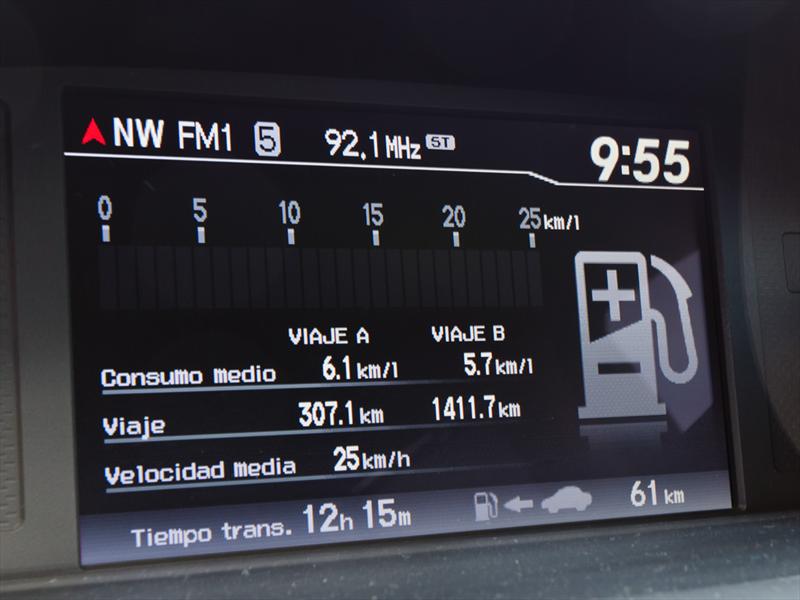 NW FM1 5 92.1MHz ST 9:55
0 5 10 15 20 25 km/l
VIAJE A VIAJE B
Consumo medio 6.1 km/l 5.7 km/l
Viaje 307.1 km 1411.7 km
Velocidad media 25 km/h
Tiempo trans. 12h 15m 61 km